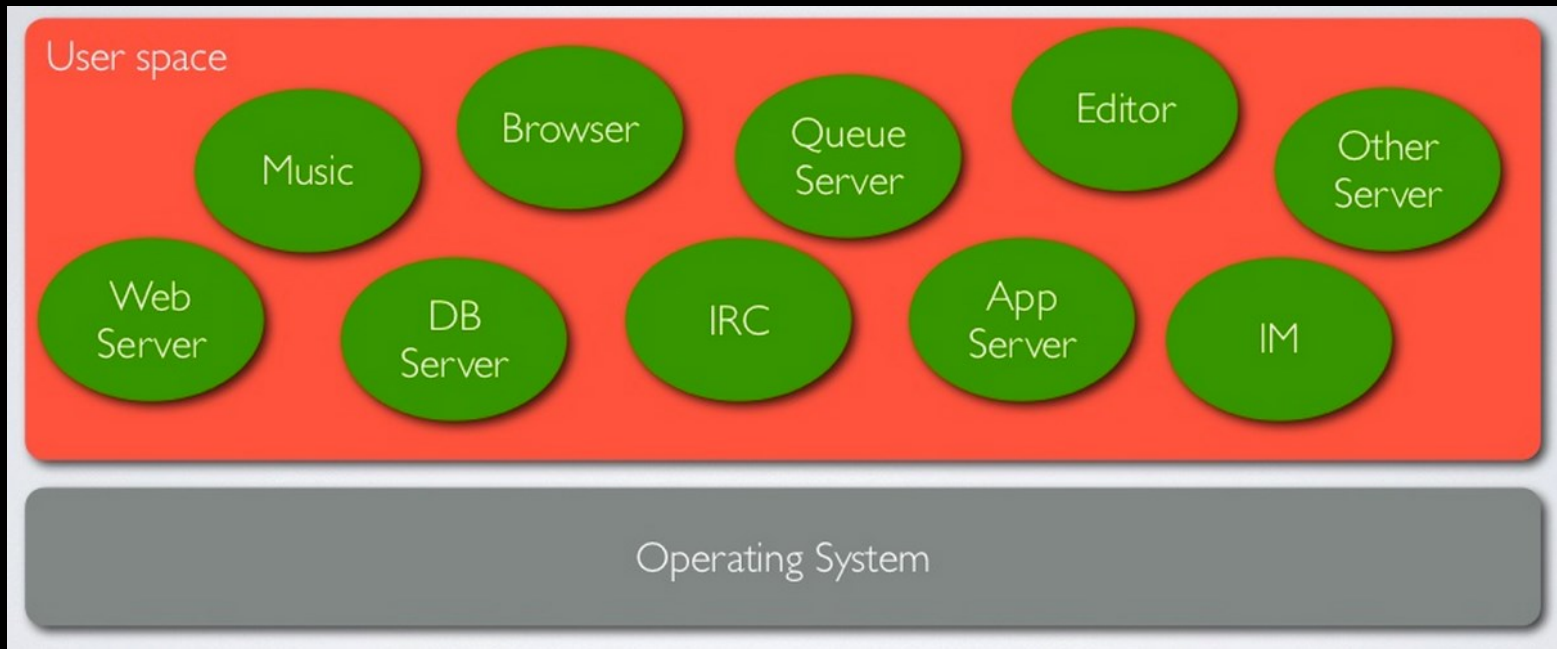 User space
Music
Browser
Queue
Server
Editor
Other
Server
Web
Server
DB
Server
IRC
App
Server
IM
Operating System